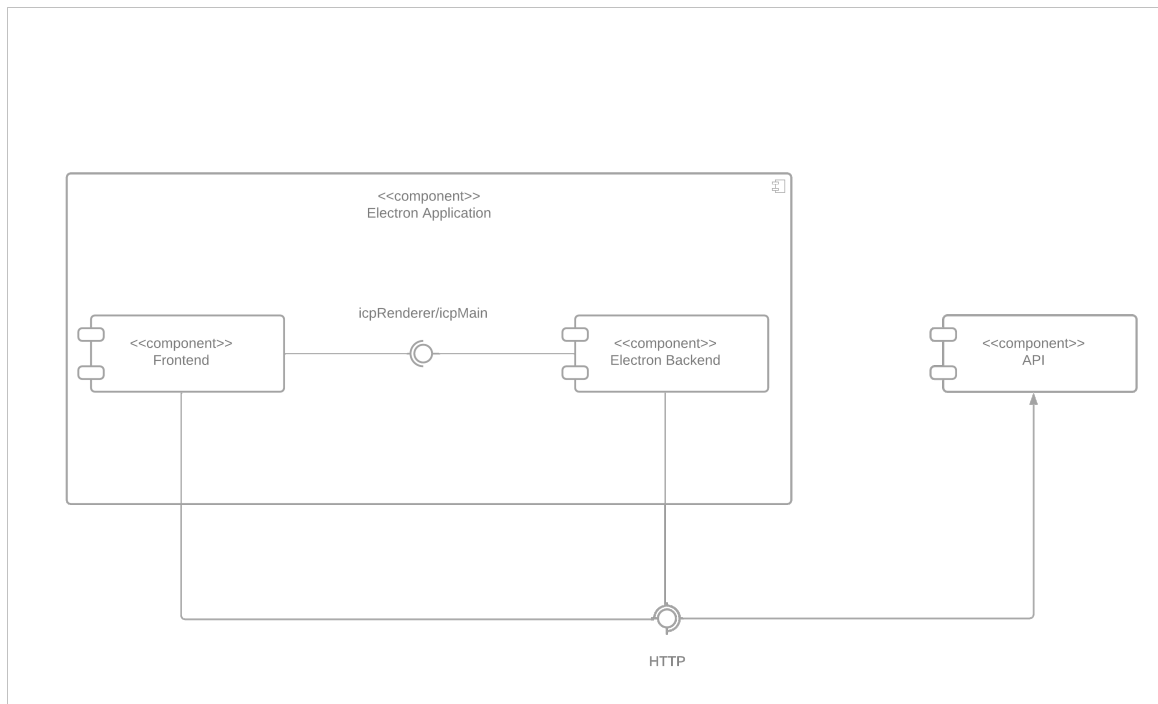 <<component>>
Electron Application
icpRenderer/icpMain
<<component>>
Frontend
<<component>>
Electron Backend
<<component>>
API
HTTP